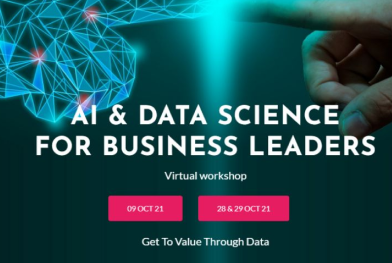 AI & DATA SCIENCE
FOR BUSINESS LEADERS
Virtual workshop
09 OCT 21
28 & 29 OCT 21
Get To Value Through Data